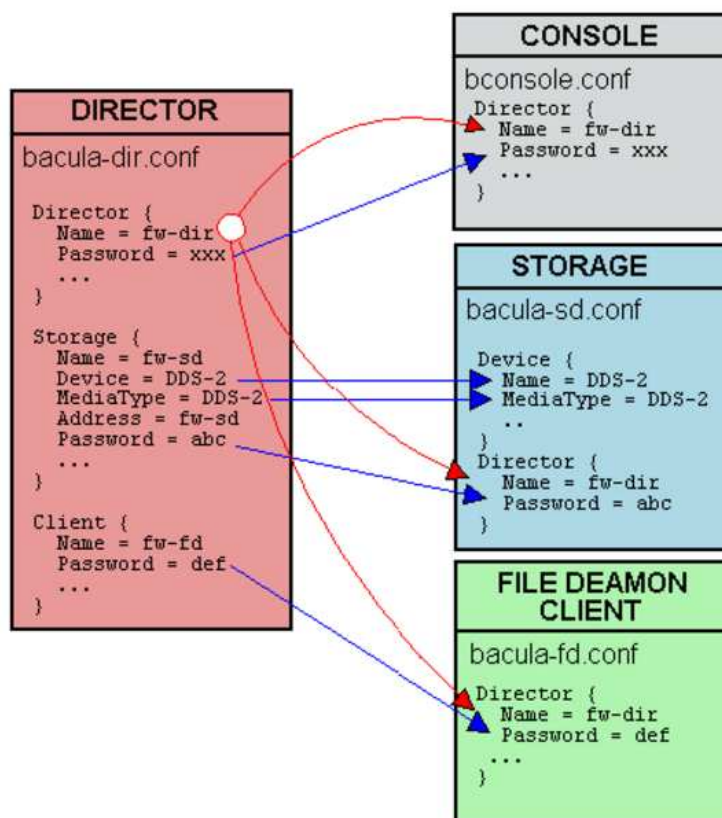 DIRECTOR
bacula-dir.conf
Director {
Name = fw-dir
Password = xxx
...
}
Storage {
Name = fw-sd
Device = DDS-2
MediaType = DDS-2
Address = fw-sd
Password = abc
...
}
Client {
Name = fw-fd
Password = def
...
}
CONSOLE
bconsole.conf
Director {
Name = fw-dir
Password = xxx
...
}
STORAGE
bacula-sd.conf
Device {
Name = DDS-2
MediaType = DDS-2
..
}
Director {
Name = fw-dir
Password = abc
}
FILE DEAMON
CLIENT
bacula-fd.conf
Director {
Name = fw-dir
Password = def
...
}